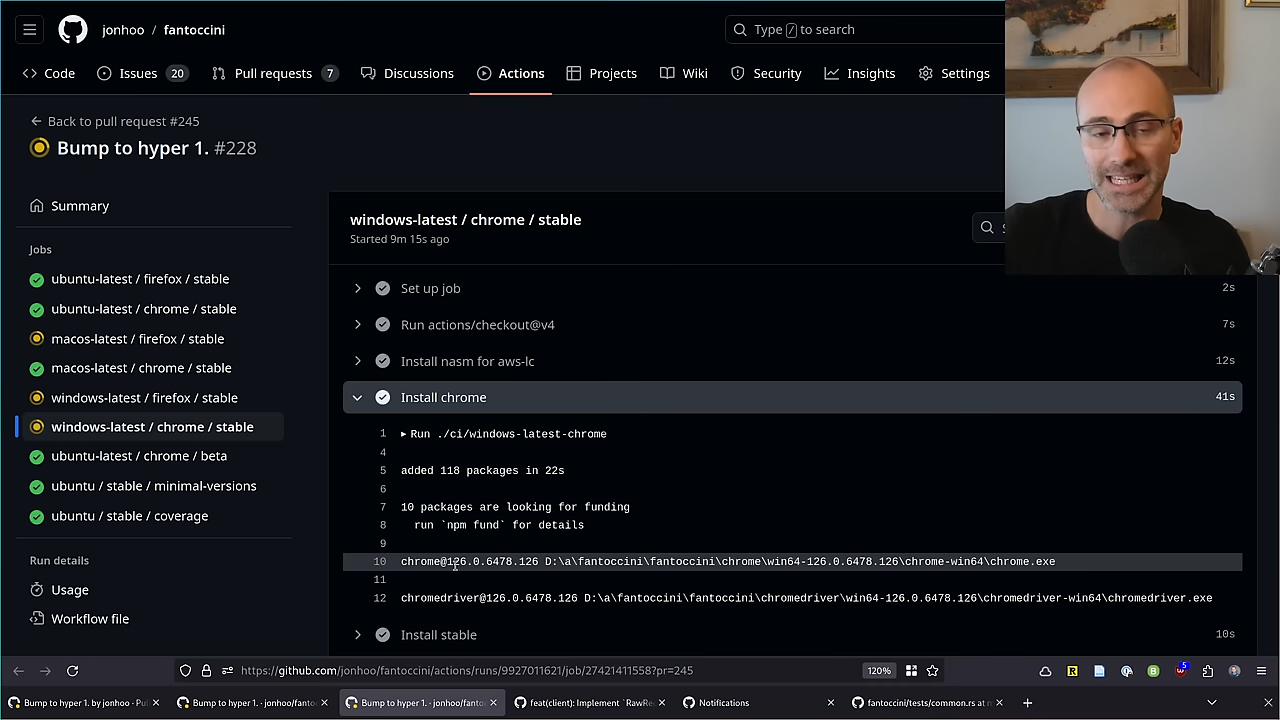 jonhoo / fantoccini
Type / to search
Code
Issues 20
Pull requests 7
Discussions
Actions
Projects
Wiki
Security
Insights
Settings
← Back to pull request #245
Bump to hyper 1. #228
Summary
Jobs
ubuntu-latest / firefox / stable
ubuntu-latest / chrome / stable
macos-latest / firefox / stable
macos-latest / chrome / stable
windows-latest / firefox / stable
windows-latest / chrome / stable
ubuntu-latest / chrome / beta
ubuntu / stable / minimal-versions
ubuntu / stable / coverage
Run details
Usage
Workflow file
windows-latest / chrome / stable
Started 9m 15s ago
Set up job 2s
Run actions/checkout@v4 7s
Install nasm for aws-lc 12s
Install chrome 41s
1 Run ./ci/windows-latest-chrome
4
5 added 118 packages in 22s
6
7 10 packages are looking for funding
8 run `npm fund` for details
9
10 chrome@126.0.6478.126 D:\a\fantoccini\fantoccini\chrome\win64-126.0.6478.126\chrome-win64\chrome.exe
11
12 chromedriver@126.0.6478.126 D:\a\fantoccini\fantoccini\chromedriver\win64-126.0.6478.126\chromedriver-win64\chromedriver.exe
Install stable 10s
https://github.com/jonhoo/fantoccini/actions/runs/9927011621/job/27421411558?pr=245
120%
5
Bump to hyper 1. by jonhoo · Pul
Bump to hyper 1. · jonhoo/fanto
Bump to hyper 1. · jonhoo/fanto
feat(client): Implement `RawRe
Notifications
fantoccini/tests/common.rs at m